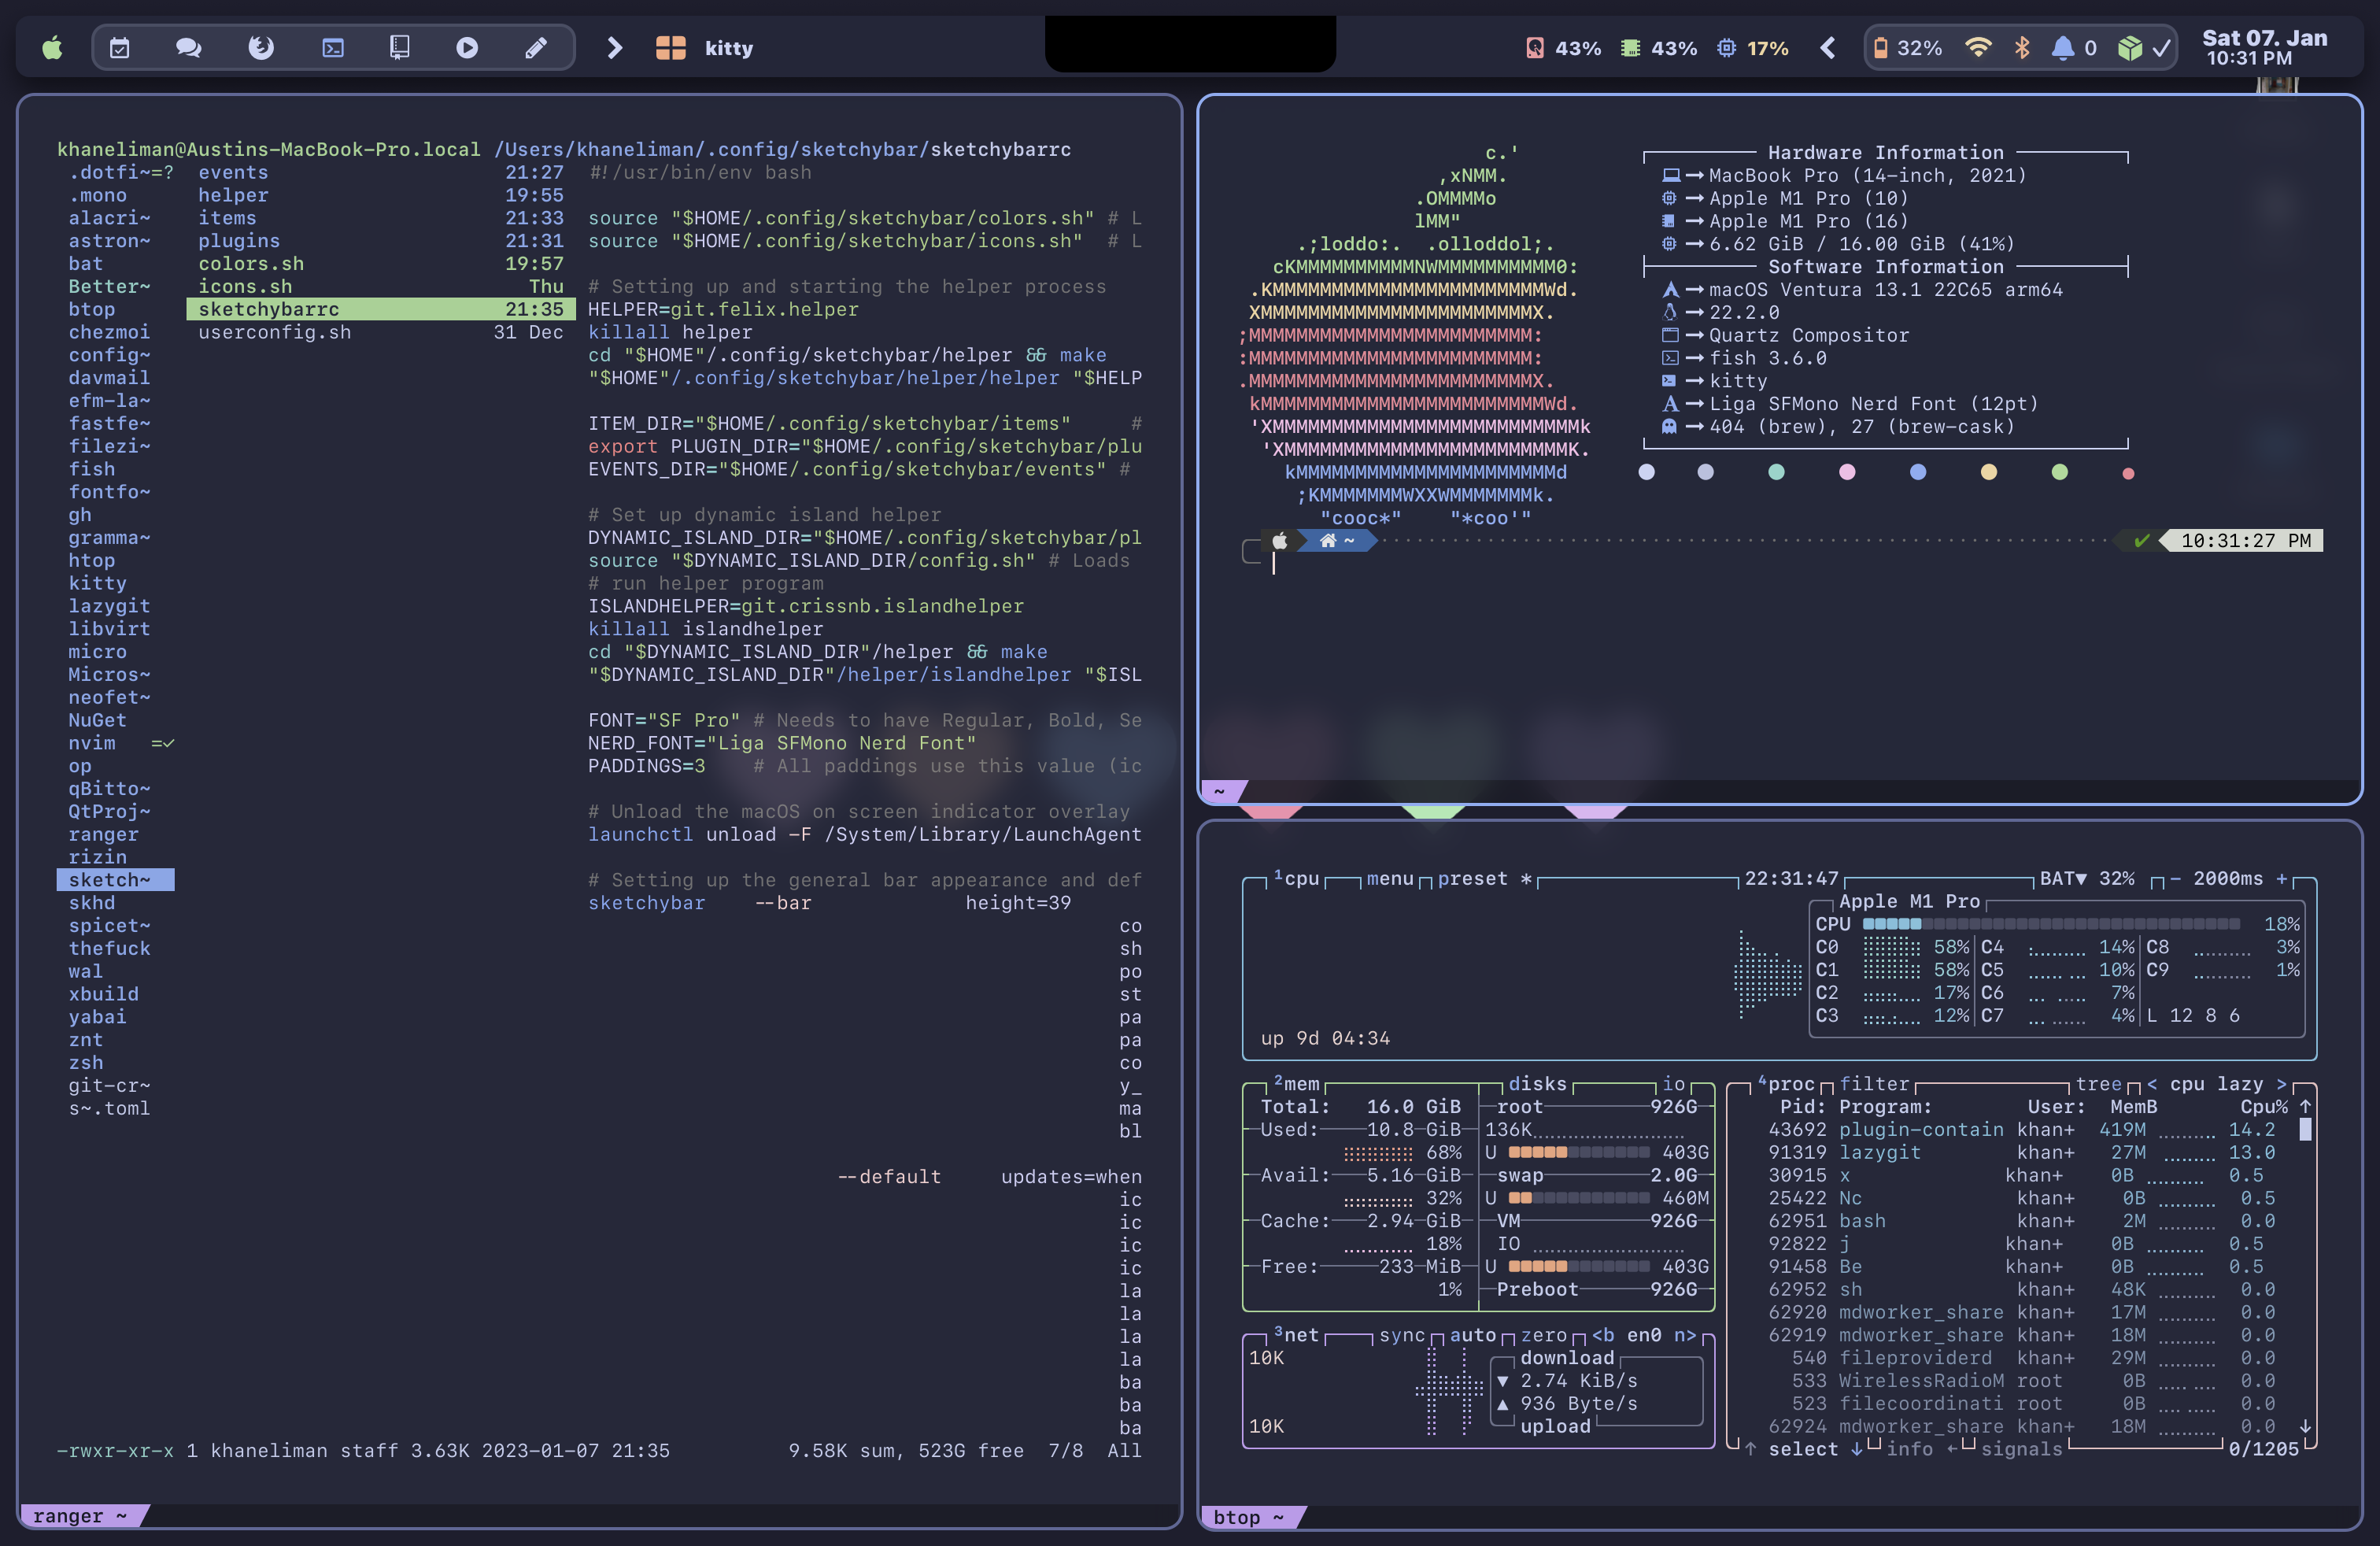 kitty
43% 43% 17% 32% 0 Sat 07. Jan
10:31 PM
khaneliman@Austins-MacBook-Pro.local /Users/khaneliman/.config/sketchybar/sketchybarrc
.dotfi~=? events 21:27 #!/usr/bin/env bash
.mono helper 19:55
alacri~ items 21:33 source "$HOME/.config/sketchybar/colors.sh" # L
astron~ plugins 21:31 source "$HOME/.config/sketchybar/icons.sh" # L
bat colors.sh 19:57
Better~ icons.sh Thu # Setting up and starting the helper process
btop sketchybarrc 21:35 HELPER=git.felix.helper
chezmoi userconfig.sh 31 Dec killall helper
config~ cd "$HOME"/.config/sketchybar/helper && make
davmail "$HOME"/.config/sketchybar/helper/helper "$HELP
efm-la~
fastfe~ ITEM_DIR="$HOME/.config/sketchybar/items" #
filezi~ export PLUGIN_DIR="$HOME/.config/sketchybar/plu
fish EVENTS_DIR="$HOME/.config/sketchybar/events" #
fontfo~
gh # Set up dynamic island helper
gramma~ DYNAMIC_ISLAND_DIR="$HOME/.config/sketchybar/pl
htop source "$DYNAMIC_ISLAND_DIR/config.sh" # Loads
kitty # run helper program
lazygit ISLANDHELPER=git.crissnb.islandhelper
libvirt killall islandhelper
micro cd "$DYNAMIC_ISLAND_DIR"/helper && make
Micros~ "$DYNAMIC_ISLAND_DIR"/helper/islandhelper "$ISL
neofet~
NuGet FONT="SF Pro" # Needs to have Regular, Bold, Se
nvim =✓ NERD_FONT="Liga SFMono Nerd Font"
op PADDINGS=3 # All paddings use this value (ic
qBitto~
QtProj~ # Unload the macOS on screen indicator overlay
ranger launchctl unload -F /System/Library/LaunchAgent
rizin
sketch~ # Setting up the general bar appearance and def
skhd sketchybar --bar height=39
spicet~ co
thefuck sh
wal po
xbuild st
yabai pa
znt pa
zsh co
git-cr~ y_
s~.toml ma
bl
--default updates=when
ic
ic
ic
ic
la
la
la
la
ba
ba
ba
-rwxr-xr-x 1 khaneliman staff 3.63K 2023-01-07 21:35 9.58K sum, 523G free 7/8 All
ranger ~
c.'
,xNMM.
.OMMMMo
lMM"
.;loddo:. .olloddol;.
cKMMMMMMMMMMNWMMMMMMMMMM0:
.KMMMMMMMMMMMMMMMMMMMMMMMWd.
XMMMMMMMMMMMMMMMMMMMMMMMX.
;MMMMMMMMMMMMMMMMMMMMMMMM:
:MMMMMMMMMMMMMMMMMMMMMMMM:
.MMMMMMMMMMMMMMMMMMMMMMMMX.
kMMMMMMMMMMMMMMMMMMMMMMMMWd.
'XMMMMMMMMMMMMMMMMMMMMMMMMMMk
'XMMMMMMMMMMMMMMMMMMMMMMMMK.
kMMMMMMMMMMMMMMMMMMMMMMd
;KMMMMMMMWXXWMMMMMMMk.
"cooc*" "*coo'"
Hardware Information
MacBook Pro (14-inch, 2021)
Apple M1 Pro (10)
Apple M1 Pro (16)
6.62 GiB / 16.00 GiB (41%)
Software Information
macOS Ventura 13.1 22C65 arm64
22.2.0
Quartz Compositor
fish 3.6.0
kitty
Liga SFMono Nerd Font (12pt)
404 (brew), 27 (brew-cask)
~ ✔ 10:31:27 PM
~
1cpu menu preset * 22:31:47 BAT▼ 32% - 2000ms +
Apple M1 Pro
CPU 18%
C0 58% C4 14% C8 3%
C1 58% C5 10% C9 1%
C2 17% C6 7%
C3 12% C7 4% L 12 8 6
up 9d 04:34
2mem disks io
Total: 16.0 GiB root 926G
Used: 10.8 GiB 136K
68% U 403G
Avail: 5.16 GiB swap 2.0G
32% U 460M
Cache: 2.94 GiB VM 926G
18% IO
Free: 233 MiB U 403G
1% Preboot 926G
3net sync auto zero <b en0 n>
10K download
▼ 2.74 KiB/s
▲ 936 Byte/s
10K upload
4proc filter tree < cpu lazy >
Pid: Program: User: MemB Cpu% ↑
43692 plugin-contain khan+ 419M 14.2
91319 lazygit khan+ 27M 13.0
30915 x khan+ 0B 0.5
25422 Nc khan+ 0B 0.5
62951 bash khan+ 2M 0.0
92822 j khan+ 0B 0.5
91458 Be khan+ 0B 0.5
62952 sh khan+ 48K 0.0
62920 mdworker_share khan+ 17M 0.0
62919 mdworker_share khan+ 18M 0.0
540 fileproviderd khan+ 29M 0.0
533 WirelessRadioM root 0B 0.0
523 filecoordinati root 0B 0.0
62924 mdworker_share khan+ 18M 0.0 ↓
↑ select ↓ info ← signals 0/1205
btop ~